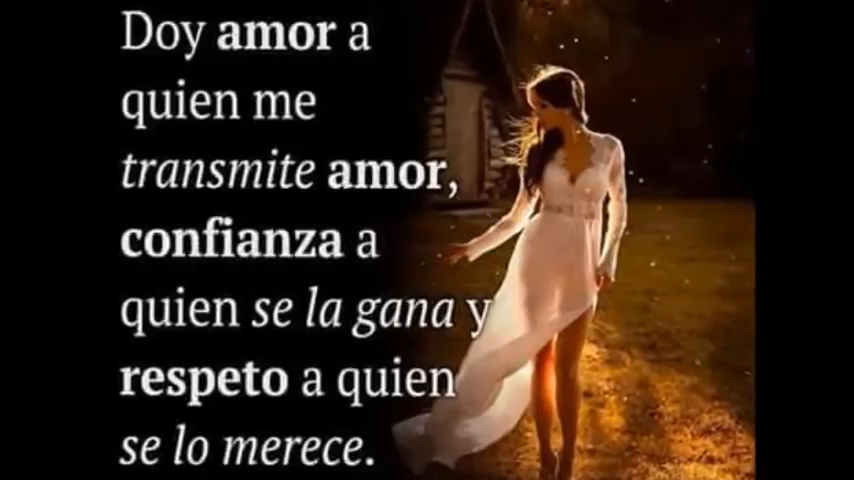 Doy amor a
quien me
transmite amor,
confianza a
quien se la gana y
respeto a quien
se lo merece.